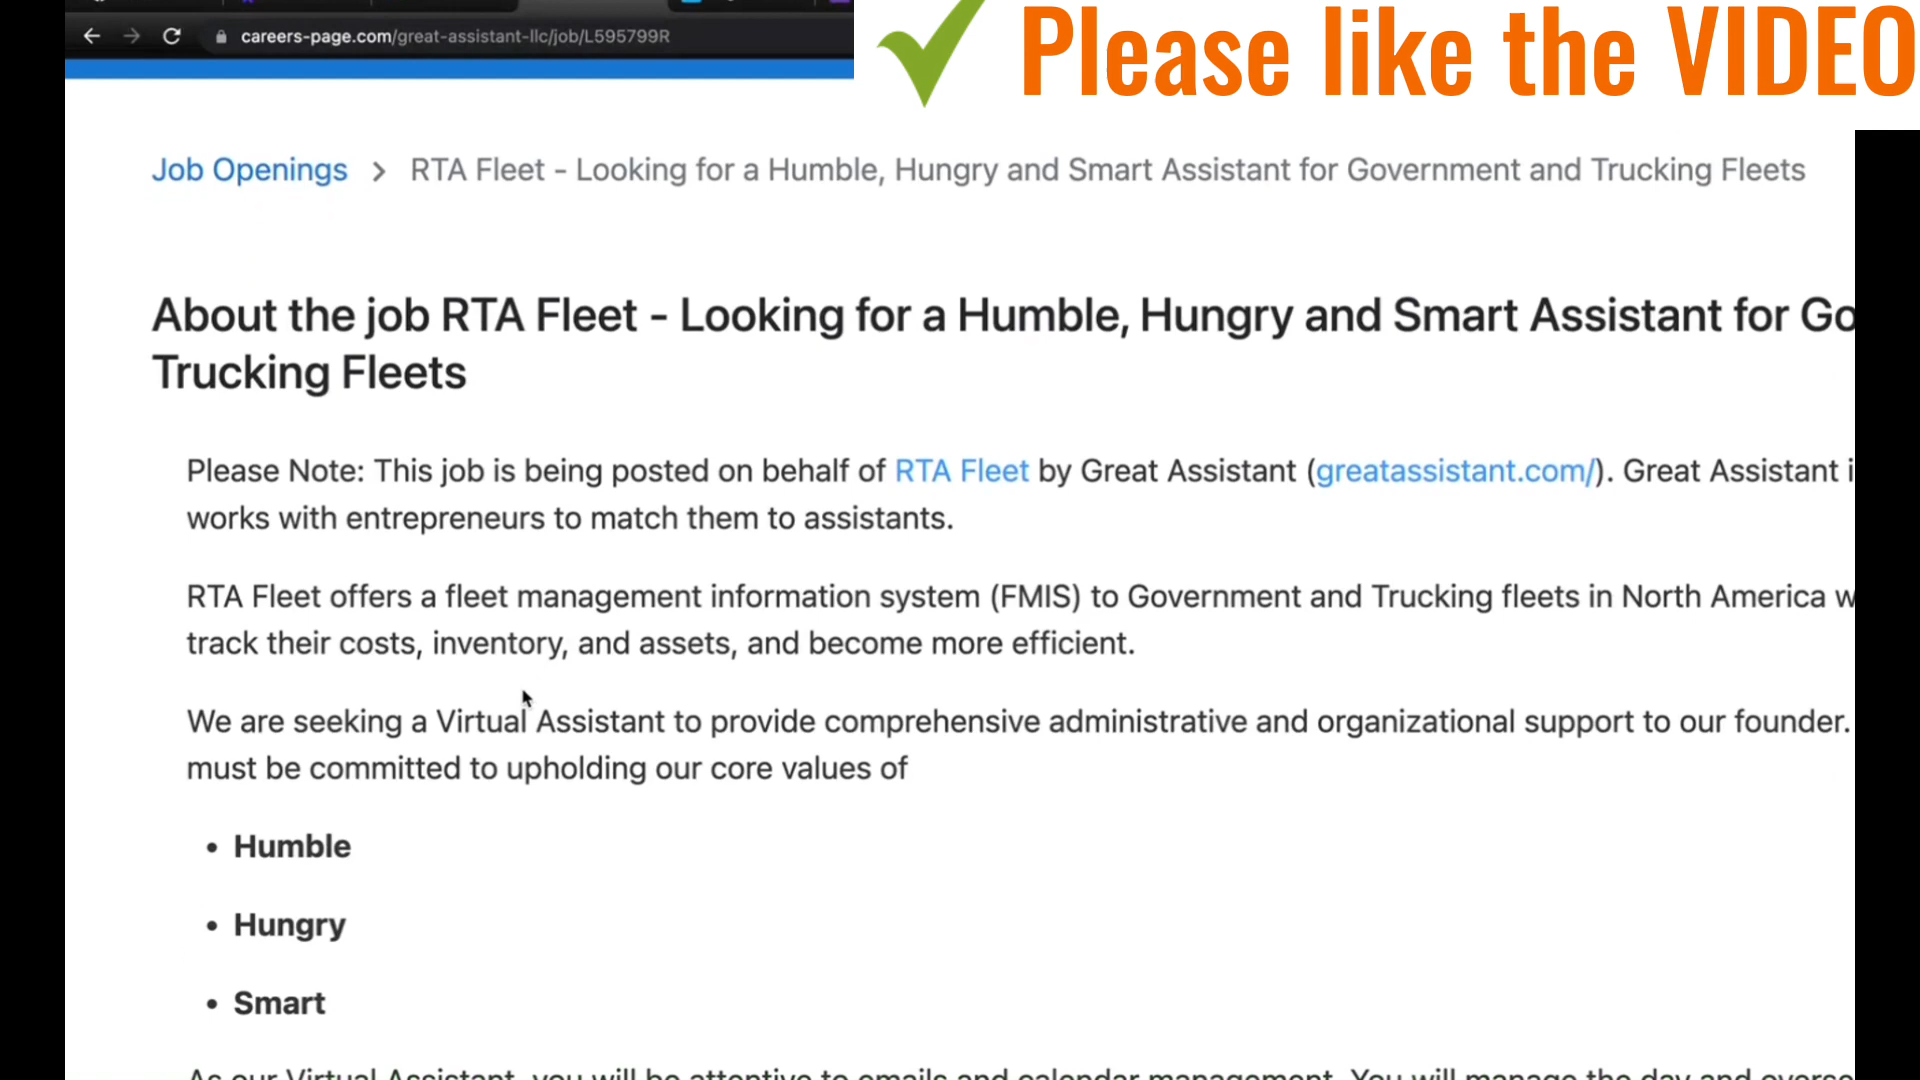 careers-page.com/great-assistant-llc/job/L595799R
Please like the VIDEO
Job Openings > RTA Fleet - Looking for a Humble, Hungry and Smart Assistant for Government and Trucking Fleets
About the job RTA Fleet - Looking for a Humble, Hungry and Smart Assistant for Go
Trucking Fleets
Please Note: This job is being posted on behalf of RTA Fleet by Great Assistant (greatassistant.com/). Great Assistant i
works with entrepreneurs to match them to assistants.
RTA Fleet offers a fleet management information system (FMIS) to Government and Trucking fleets in North America w
track their costs, inventory, and assets, and become more efficient.
We are seeking a Virtual Assistant to provide comprehensive administrative and organizational support to our founder.
must be committed to upholding our core values of
• Humble
• Hungry
• Smart
As our Virtual Assistant, you will be attentive to emails and calendar management. You will manage the day and overse